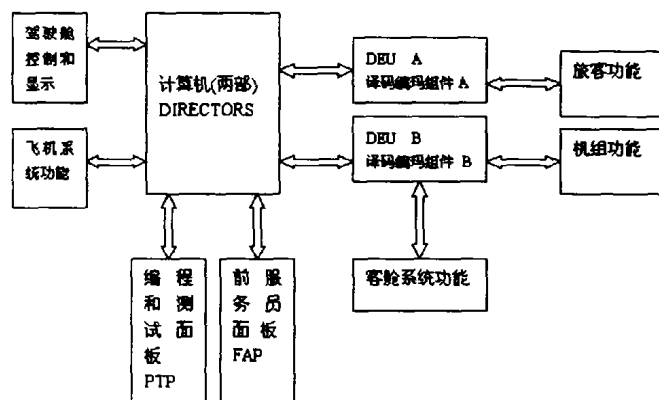 驾驶舱
控制和
显示
计算机(两部)
DIRECTORS
DEU A
译码编码组件 A
旅客功能
飞机系
统功能
DEU B
译码编码组件 B
机组功能
编程
和测
试面
板
PTP
前服
务员
面板
FAP
客舱系统功能